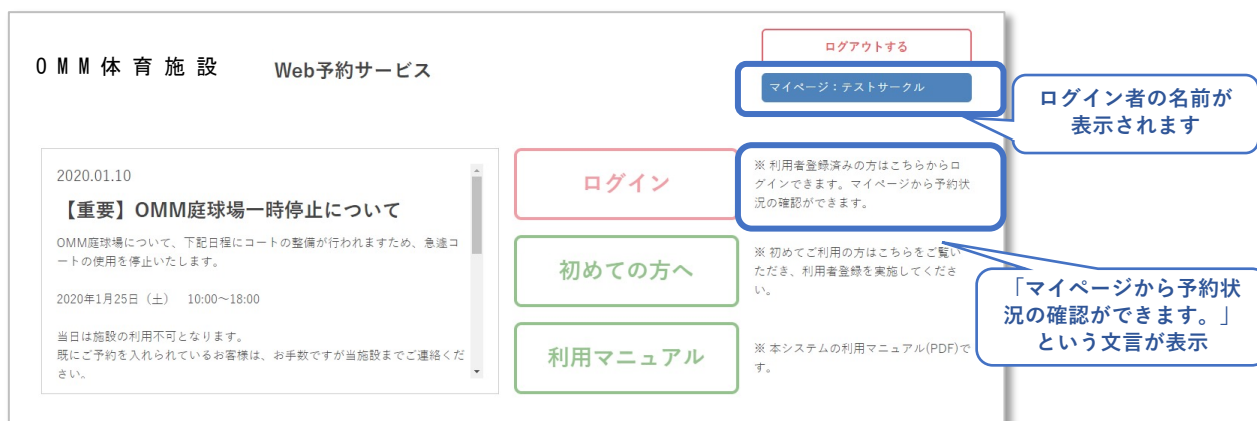 OMM体育施設 Web予約サービス
ログアウトする
マイページ：テストサークル
ログイン者の名前が
表示されます
2020.01.10
【重要】OMM庭球場一時停止について
OMM庭球場について、下記日程にコートの整備が行われますため、急遽コ
ートの使用を停止いたします。
2020年1月25日（土） 10:00～18:00
当日は施設の利用不可となります。
既にご予約を入れられているお客様は、お手数ですが当施設までご連絡くだ
さい。
ログイン
※ 利用者登録済みの方はこちらからロ
グインできます。マイページから予約状
況の確認ができます。
初めての方へ
※ 初めてご利用の方はこちらをご覧い
ただき、利用者登録を実施してくださ
い。
利用マニュアル
※ 本システムの利用マニュアル(PDF)で
す。
「マイページから予約状
況の確認ができます。」
という文言が表示